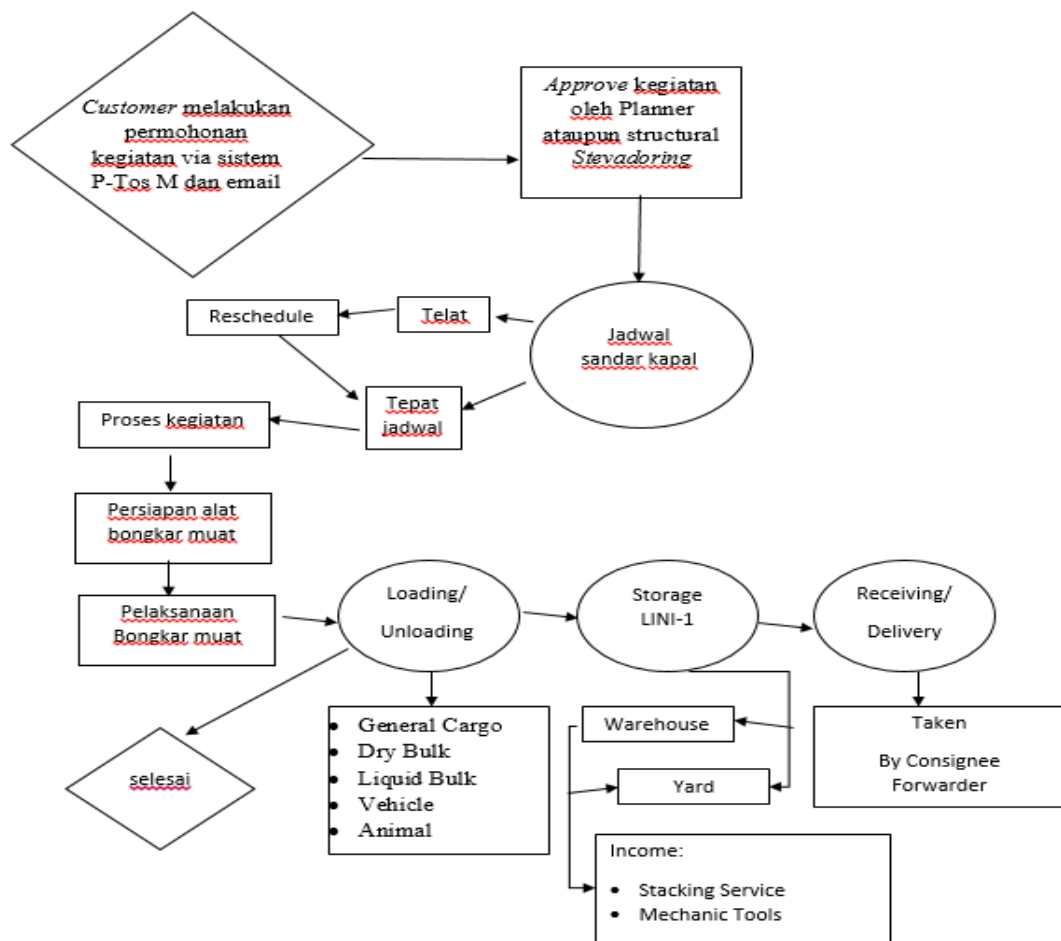 Customer melakukan
permohonan
kegiatan via sistem
P-Tos M dan email
Approve kegiatan
oleh Planner
ataupun structural
Stevadoring
Jadwal
sandar kapal
Telat
Reschedule
Tepat
jadwal
Proses kegiatan
Persiapan alat
bongkar muat
Pelaksanaan
Bongkar muat
Loading/
Unloading
Storage
LINI-1
Receiving/
Delivery
selesai
• General Cargo
• Dry Bulk
• Liquid Bulk
• Vehicle
• Animal
Warehouse
Yard
Taken
By Consignee
Forwarder
Income:
• Stacking Service
• Mechanic Tools